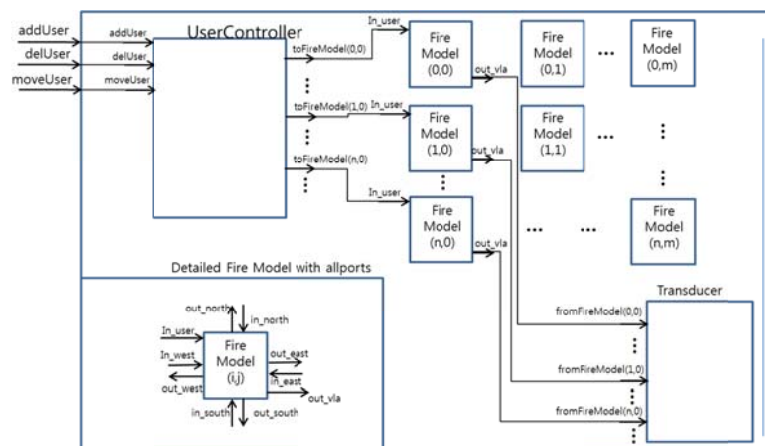 addUser
delUser
moveUser
addUser
delUser
moveUser
UserController
toFireModel(0,0)
toFireModel(1,0)
toFireModel(n,0)
In_user
In_user
In_user
Fire
Model
(0,0)
Fire
Model
(0,1)
...
Fire
Model
(0,m)
out_vla
Fire
Model
(1,0)
Fire
Model
(1,1)
...
out_vla
Fire
Model
(n,0)
... ...
Fire
Model
(n,m)
out_vla
Detailed Fire Model with allports
out_north
in_north
In_user
In_west
out_west
Fire
Model
(i,j)
out_east
in_east
out_vla
in_south
out_south
Transducer
fromFireModel(0,0)
fromFireModel(1,0)
fromFireModel(n,0)